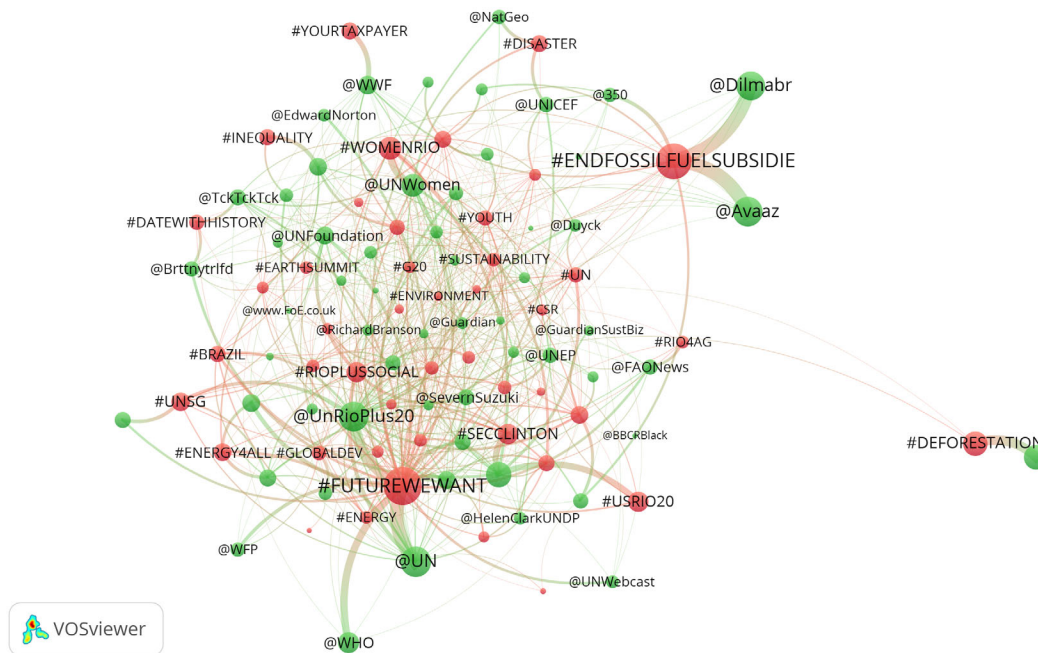 @NatGeo
#YOURTAXPAYER
#DISASTER
@WWF
@Dilmabr
@350
@UNICEF
@EdwardNorton
#INEQUALITY
#WOMENRIO
#ENDFOSSILFUELSUBSIDIE
@UNWomen
@TckTckTck
@Avaaz
#DATEWITHHISTORY
#YOUTH
@Duyck
@UNFoundation
#SUSTAINABILITY
@Brttnytrlfd
#EARTHSUMMIT
#G20
#UN
#ENVIRONMENT
@www.FoE.co.uk
#CSR
@Guardian
@RichardBranson
@GuardianSustBiz
#RIO4AG
#BRAZIL
@UNEP
@FAONews
#RIOPLUSSOCIAL
#UNSG
@SevernSuzuki
@UnRioPlus20
#SECCLINTON
@BBCRBlack
#DEFORESTATION
#ENERGY4ALL
#GLOBALDEV
#FUTUREWEWANT
#USRIO20
#ENERGY
@HelenClarkUNDP
@WFP
@UN
@UNWebcast
VOSviewer
@WHO